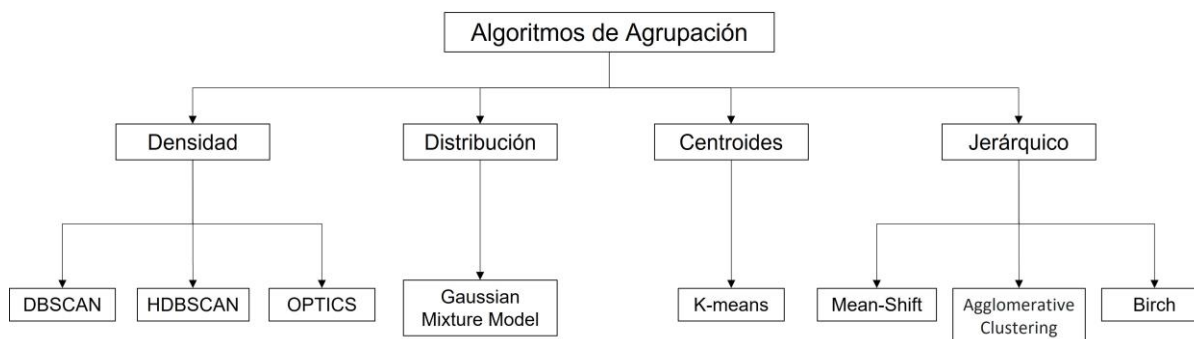 Algoritmos de Agrupación
Densidad
Distribución
Centroides
Jerárquico
DBSCAN
HDBSCAN
OPTICS
Gaussian
Mixture Model
K-means
Mean-Shift
Agglomerative
Clustering
Birch